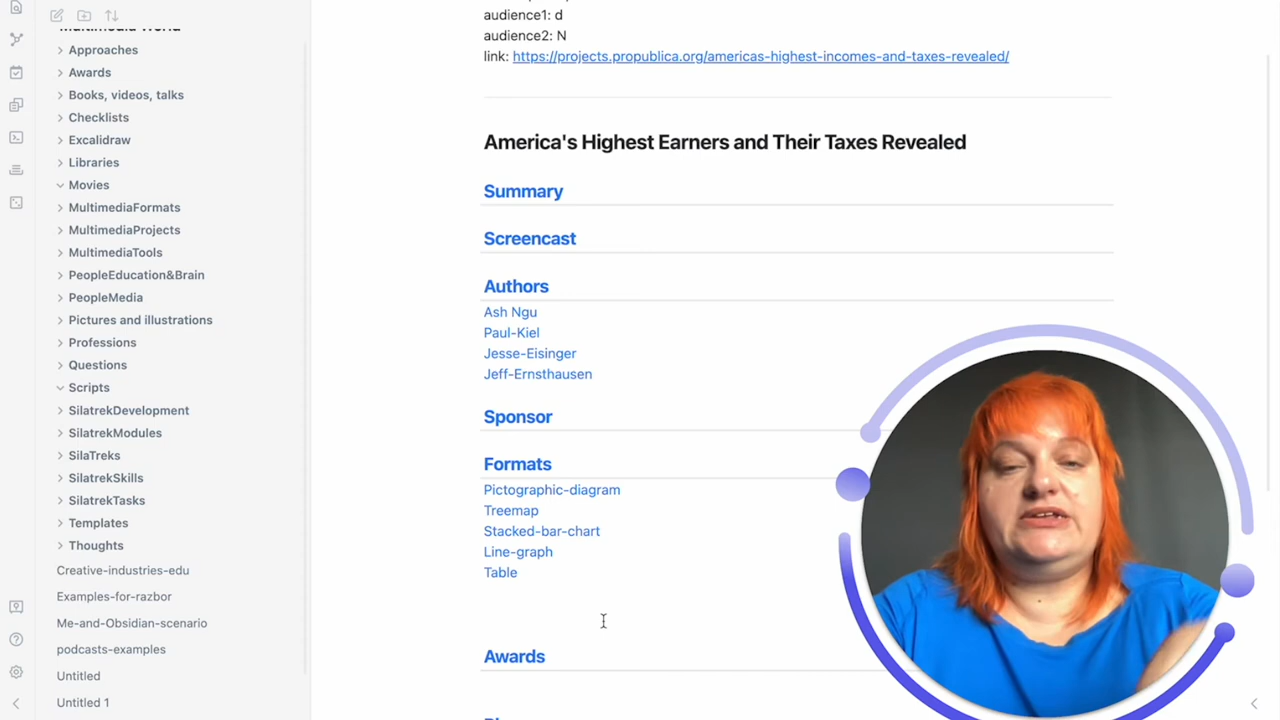 Multimedia World
Approaches
Awards
Books, videos, talks
Checklists
Excalidraw
Libraries
Movies
MultimediaFormats
MultimediaProjects
MultimediaTools
PeopleEducation&Brain
PeopleMedia
Pictures and illustrations
Professions
Questions
Scripts
SilatrekDevelopment
SilatrekModules
SilaTreks
SilatrekSkills
SilatrekTasks
Templates
Thoughts
Creative-industries-edu
Examples-for-razbor
Me-and-Obsidian-scenario
podcasts-examples
Untitled
Untitled 1
audience1: d
audience2: N
link: https://projects.propublica.org/americas-highest-incomes-and-taxes-revealed/
America's Highest Earners and Their Taxes Revealed
Summary
Screencast
Authors
Ash Ngu
Paul-Kiel
Jesse-Eisinger
Jeff-Ernsthausen
Sponsor
Formats
Pictographic-diagram
Treemap
Stacked-bar-chart
Line-graph
Table
Awards